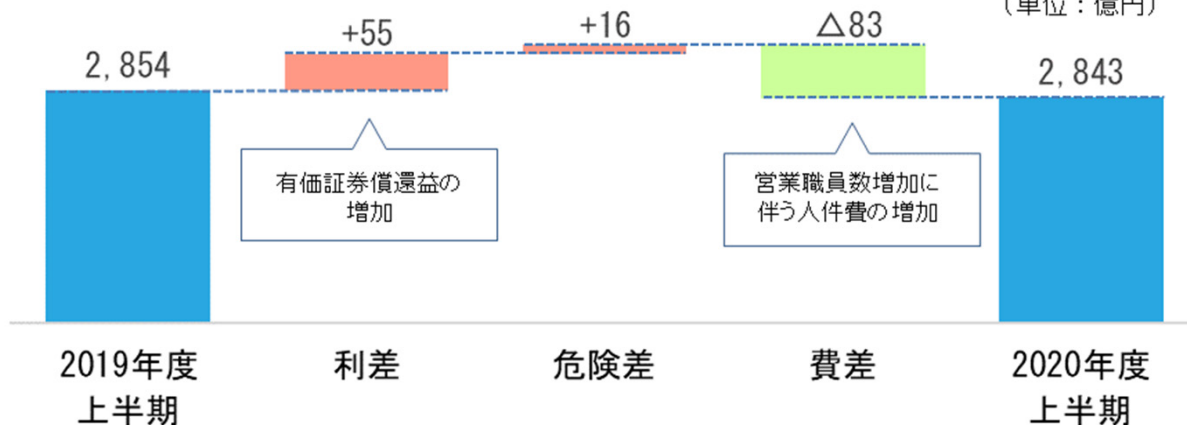 （単位：億円）
2,854
+55
+16
△83
2,843
有価証券償還益の
増加
営業職員数増加に
伴う人件費の増加
2019年度
上半期
利差
危険差
費差
2020年度
上半期